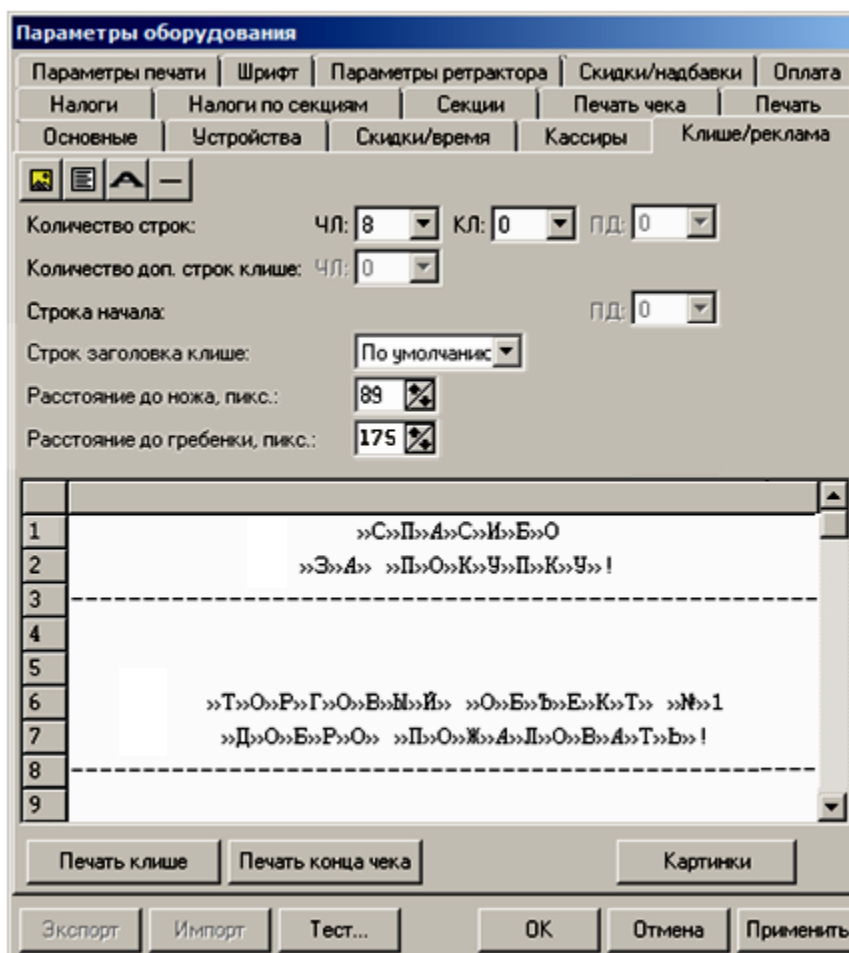 Параметры оборудования
Параметры печати Шрифт Параметры ретрактора Скидки/надбавки Оплата
Налоги Налоги по секциям Секции Печать чека Печать
Основные Устройства Скидки/время Кассиры Клише/реклама
Количество строк: ЧЛ: 8 КЛ: 0 ПД: 0
Количество доп. строк клише: ЧЛ: 0
Строка начала: ПД: 0
Строк заголовка клише: По умолчанию
Расстояние до ножа, пикс.: 89
Расстояние до гребенки, пикс.: 175
1 »С»П»А»С»И»Б»О
2 »З»А» »П»О»К»У»П»К»У»!
3 ----------------------------------------------------
4
5
6 »Т»О»Р»Г»О»В»Ы»Й» »О»Б»Ъ»Е»К»Т» »№»1
7 »Д»О»Б»Р»О» »П»О»Ж»А»Л»О»В»А»Т»Ь»!
8 ----------------------------------------------------
9
Печать клише Печать конца чека Картинки
Экспорт Импорт Тест... ОК Отмена Применить